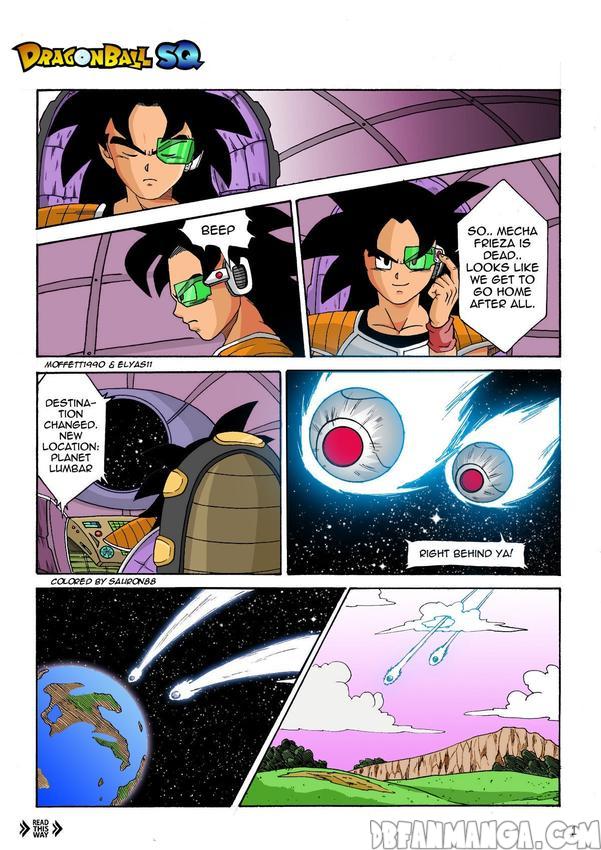 DRAGONBALL SQ
BEEP
SO.. MECHA
FRIEZA IS
DEAD..
LOOKS LIKE
WE GET TO
GO HOME
AFTER ALL.
MOFFETT1990 & ELYAS11
DESTINA-
TION
CHANGED.
NEW
LOCATION:
PLANET
LUMBAR
RIGHT BEHIND YA!
COLORED BY SAURON88
READ
THIS
WAY
1
DBFANMANGA.COM